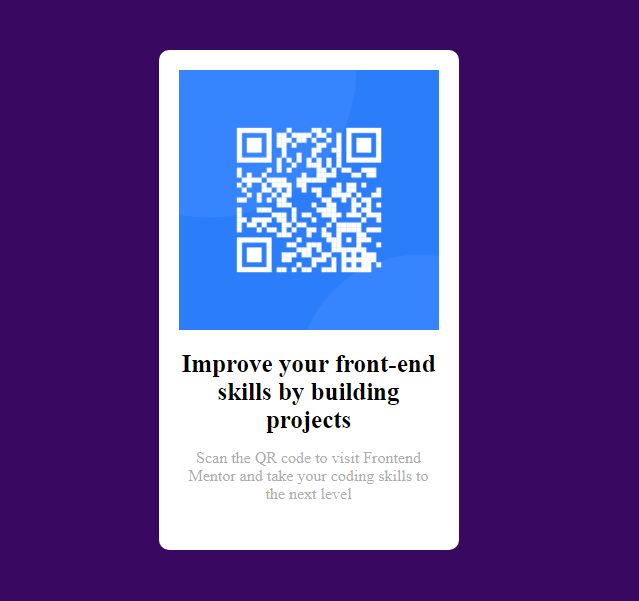 Improve your front-end
skills by building
projects
Scan the QR code to visit Frontend
Mentor and take your coding skills to
the next level